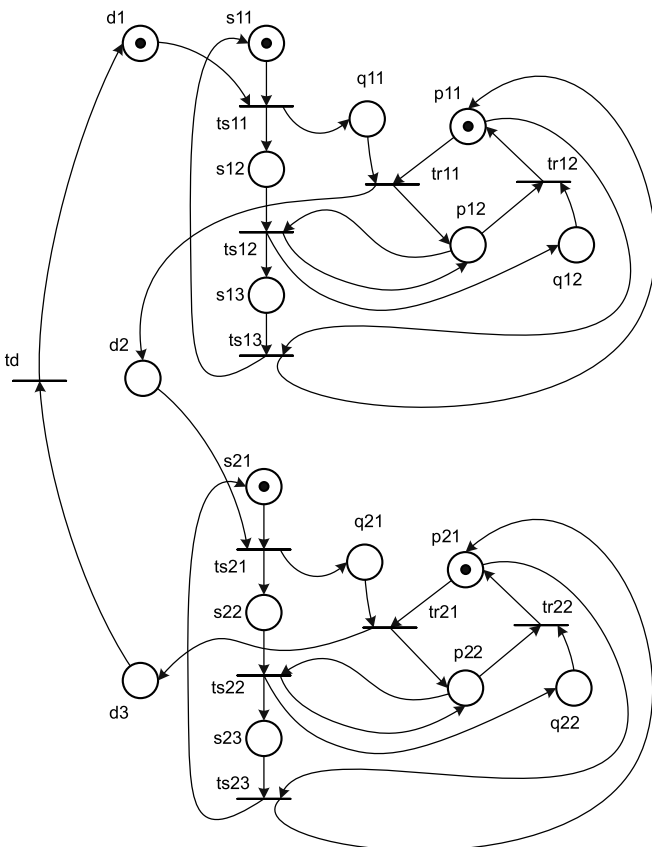 d1
s11
q11
p11
ts11
tr11
tr12
s12
p12
ts12
q12
s13
ts13
d2
td
s21
q21
p21
ts21
tr21
tr22
s22
p22
ts22
q22
d3
s23
ts23